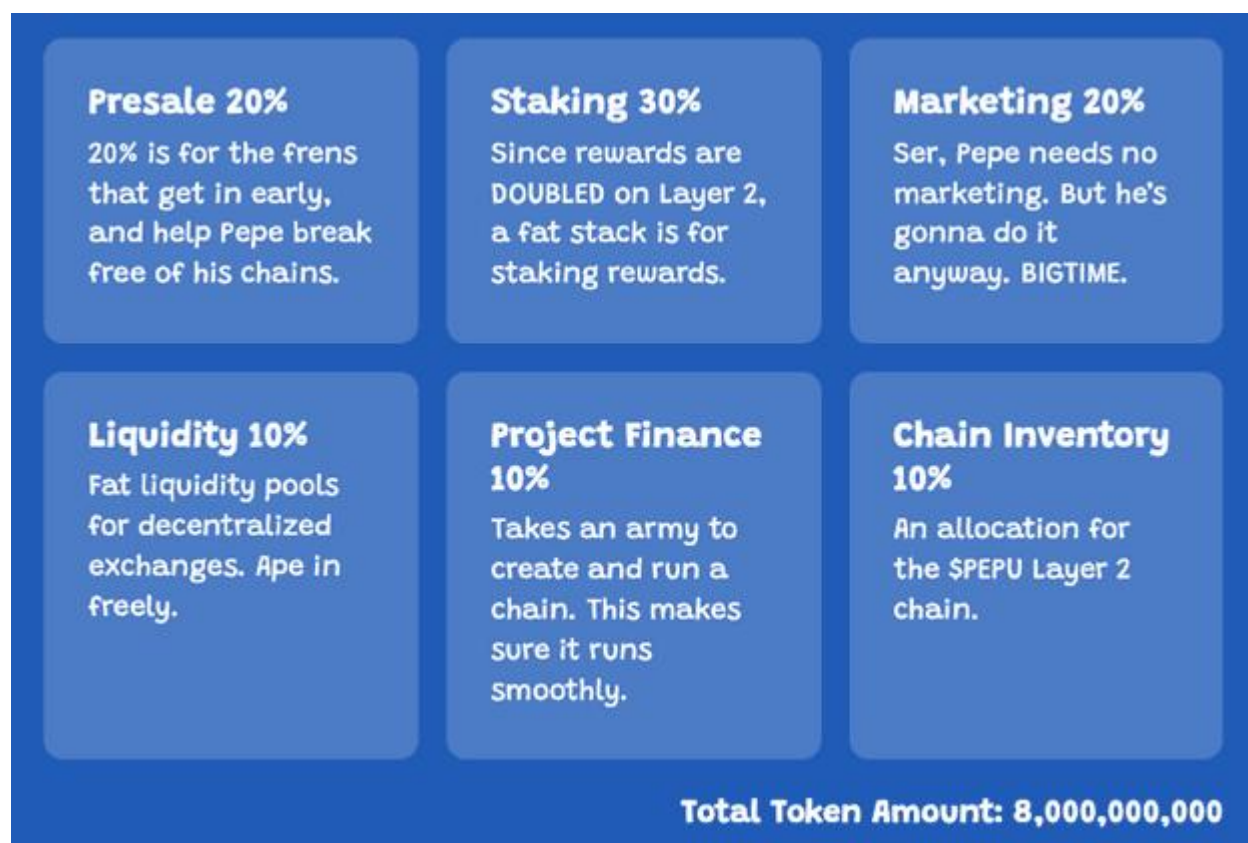 Presale 20%
20% is for the frens
that get in early,
and help Pepe break
free of his chains.
Staking 30%
Since rewards are
DOUBLED on Layer 2,
a fat stack is for
staking rewards.
Marketing 20%
Ser, Pepe needs no
marketing. But he's
gonna do it
anyway. BIGTIME.
Liquidity 10%
Fat liquidity pools
for decentralized
exchanges. Ape in
freely.
Project Finance
10%
Takes an army to
create and run a
chain. This makes
sure it runs
smoothly.
Chain Inventory
10%
An allocation for
the $PEPU Layer 2
chain.
Total Token Amount: 8,000,000,000